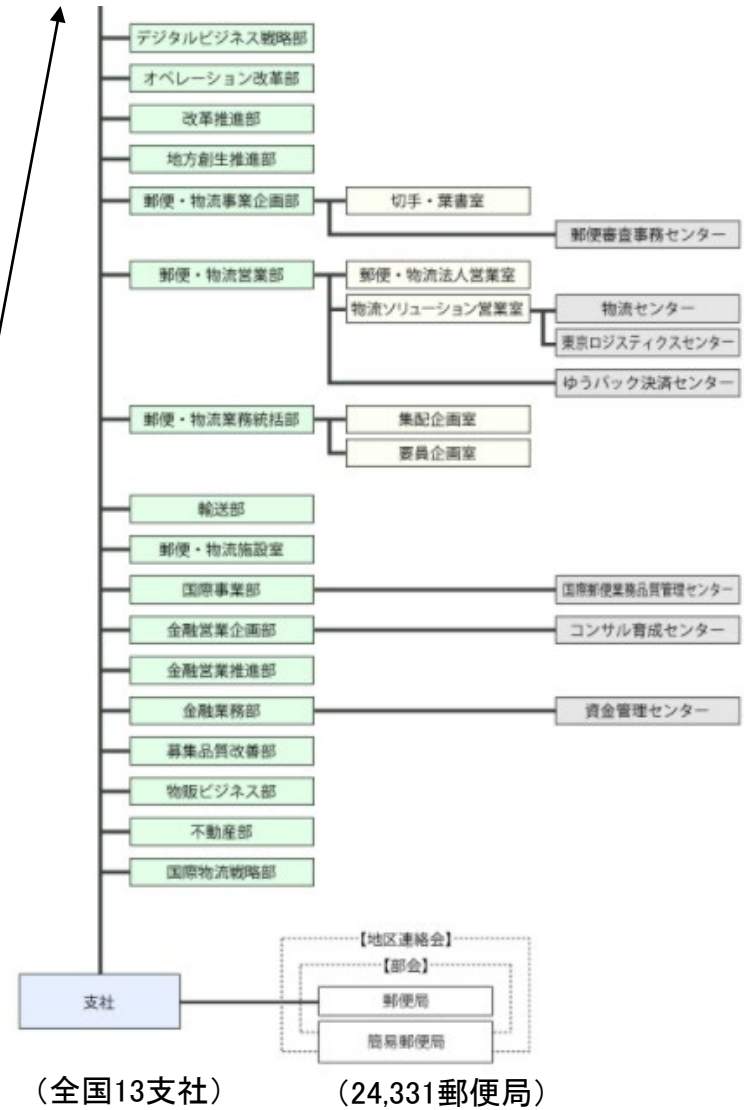 デジタルビジネス戦略部
オペレーション改革部
改革推進部
地方創生推進部
郵便・物流事業企画部
切手・葉書室
郵便審査事務センター
郵便・物流営業部
郵便・物流法人営業室
物流ソリューション営業室
物流センター
東京ロジスティクスセンター
ゆうパック決済センター
郵便・物流業務統括部
集配企画室
要員企画室
輸送部
郵便・物流施設室
国際事業部
国際郵便業務品質管理センター
金融営業企画部
コンサル育成センター
金融営業推進部
金融業務部
資金管理センター
募集品質改善部
物販ビジネス部
不動産部
国際物流戦略部
【地区連絡会】
【部会】
支社
郵便局
簡易郵便局
（全国13支社）
（24,331郵便局）